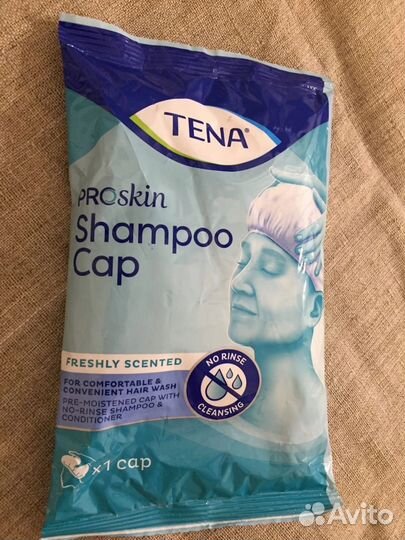 TENA®
PROskin
Shampoo
Cap
FRESHLY SCENTED
FOR COMFORTABLE &
CONVENIENT HAIR WASH
PRE-MOISTENED CAP WITH
NO-RINSE SHAMPOO &
CONDITIONER
NO RINSE
CLEANSING
x1 cap
Avito